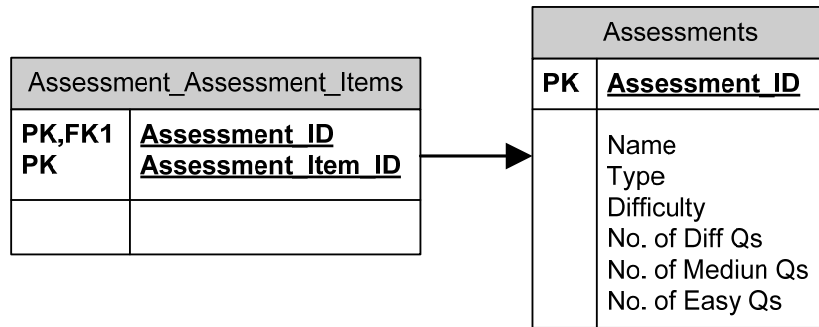 Assessment_Assessment_Items
PK,FK1 Assessment_ID
PK Assessment_Item_ID
Assessments
PK Assessment_ID
Name
Type
Difficulty
No. of Diff Qs
No. of Mediun Qs
No. of Easy Qs